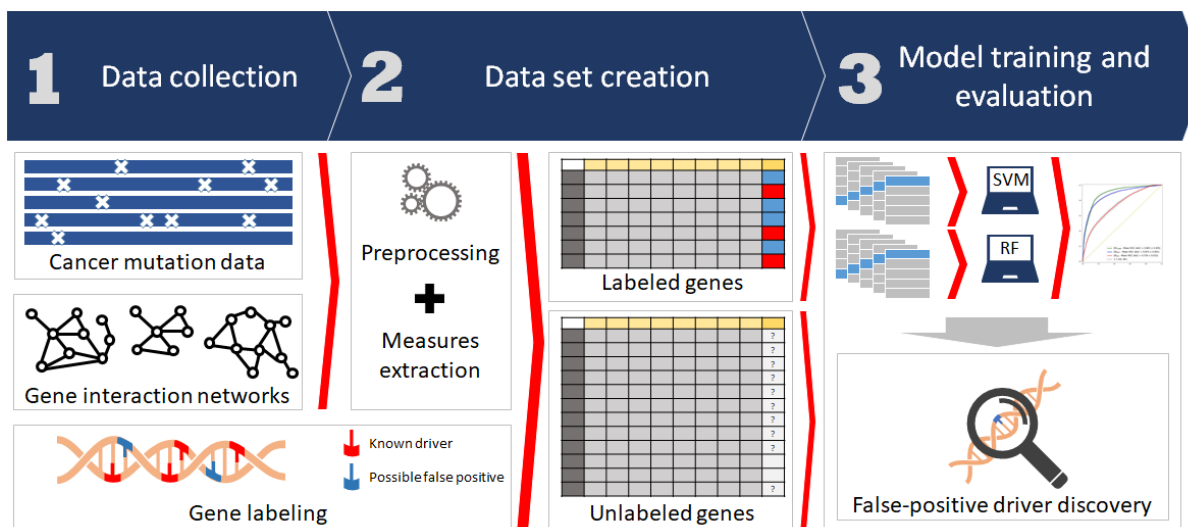 1 Data collection
2 Data set creation
3 Model training and
evaluation
Cancer mutation data
Gene interaction networks
Known driver
Possible false positive
Gene labeling
Preprocessing
Measures
extraction
Labeled genes
?
?
?
?
?
?
?
?
?
?
Unlabeled genes
SVM
RF
False-positive driver discovery